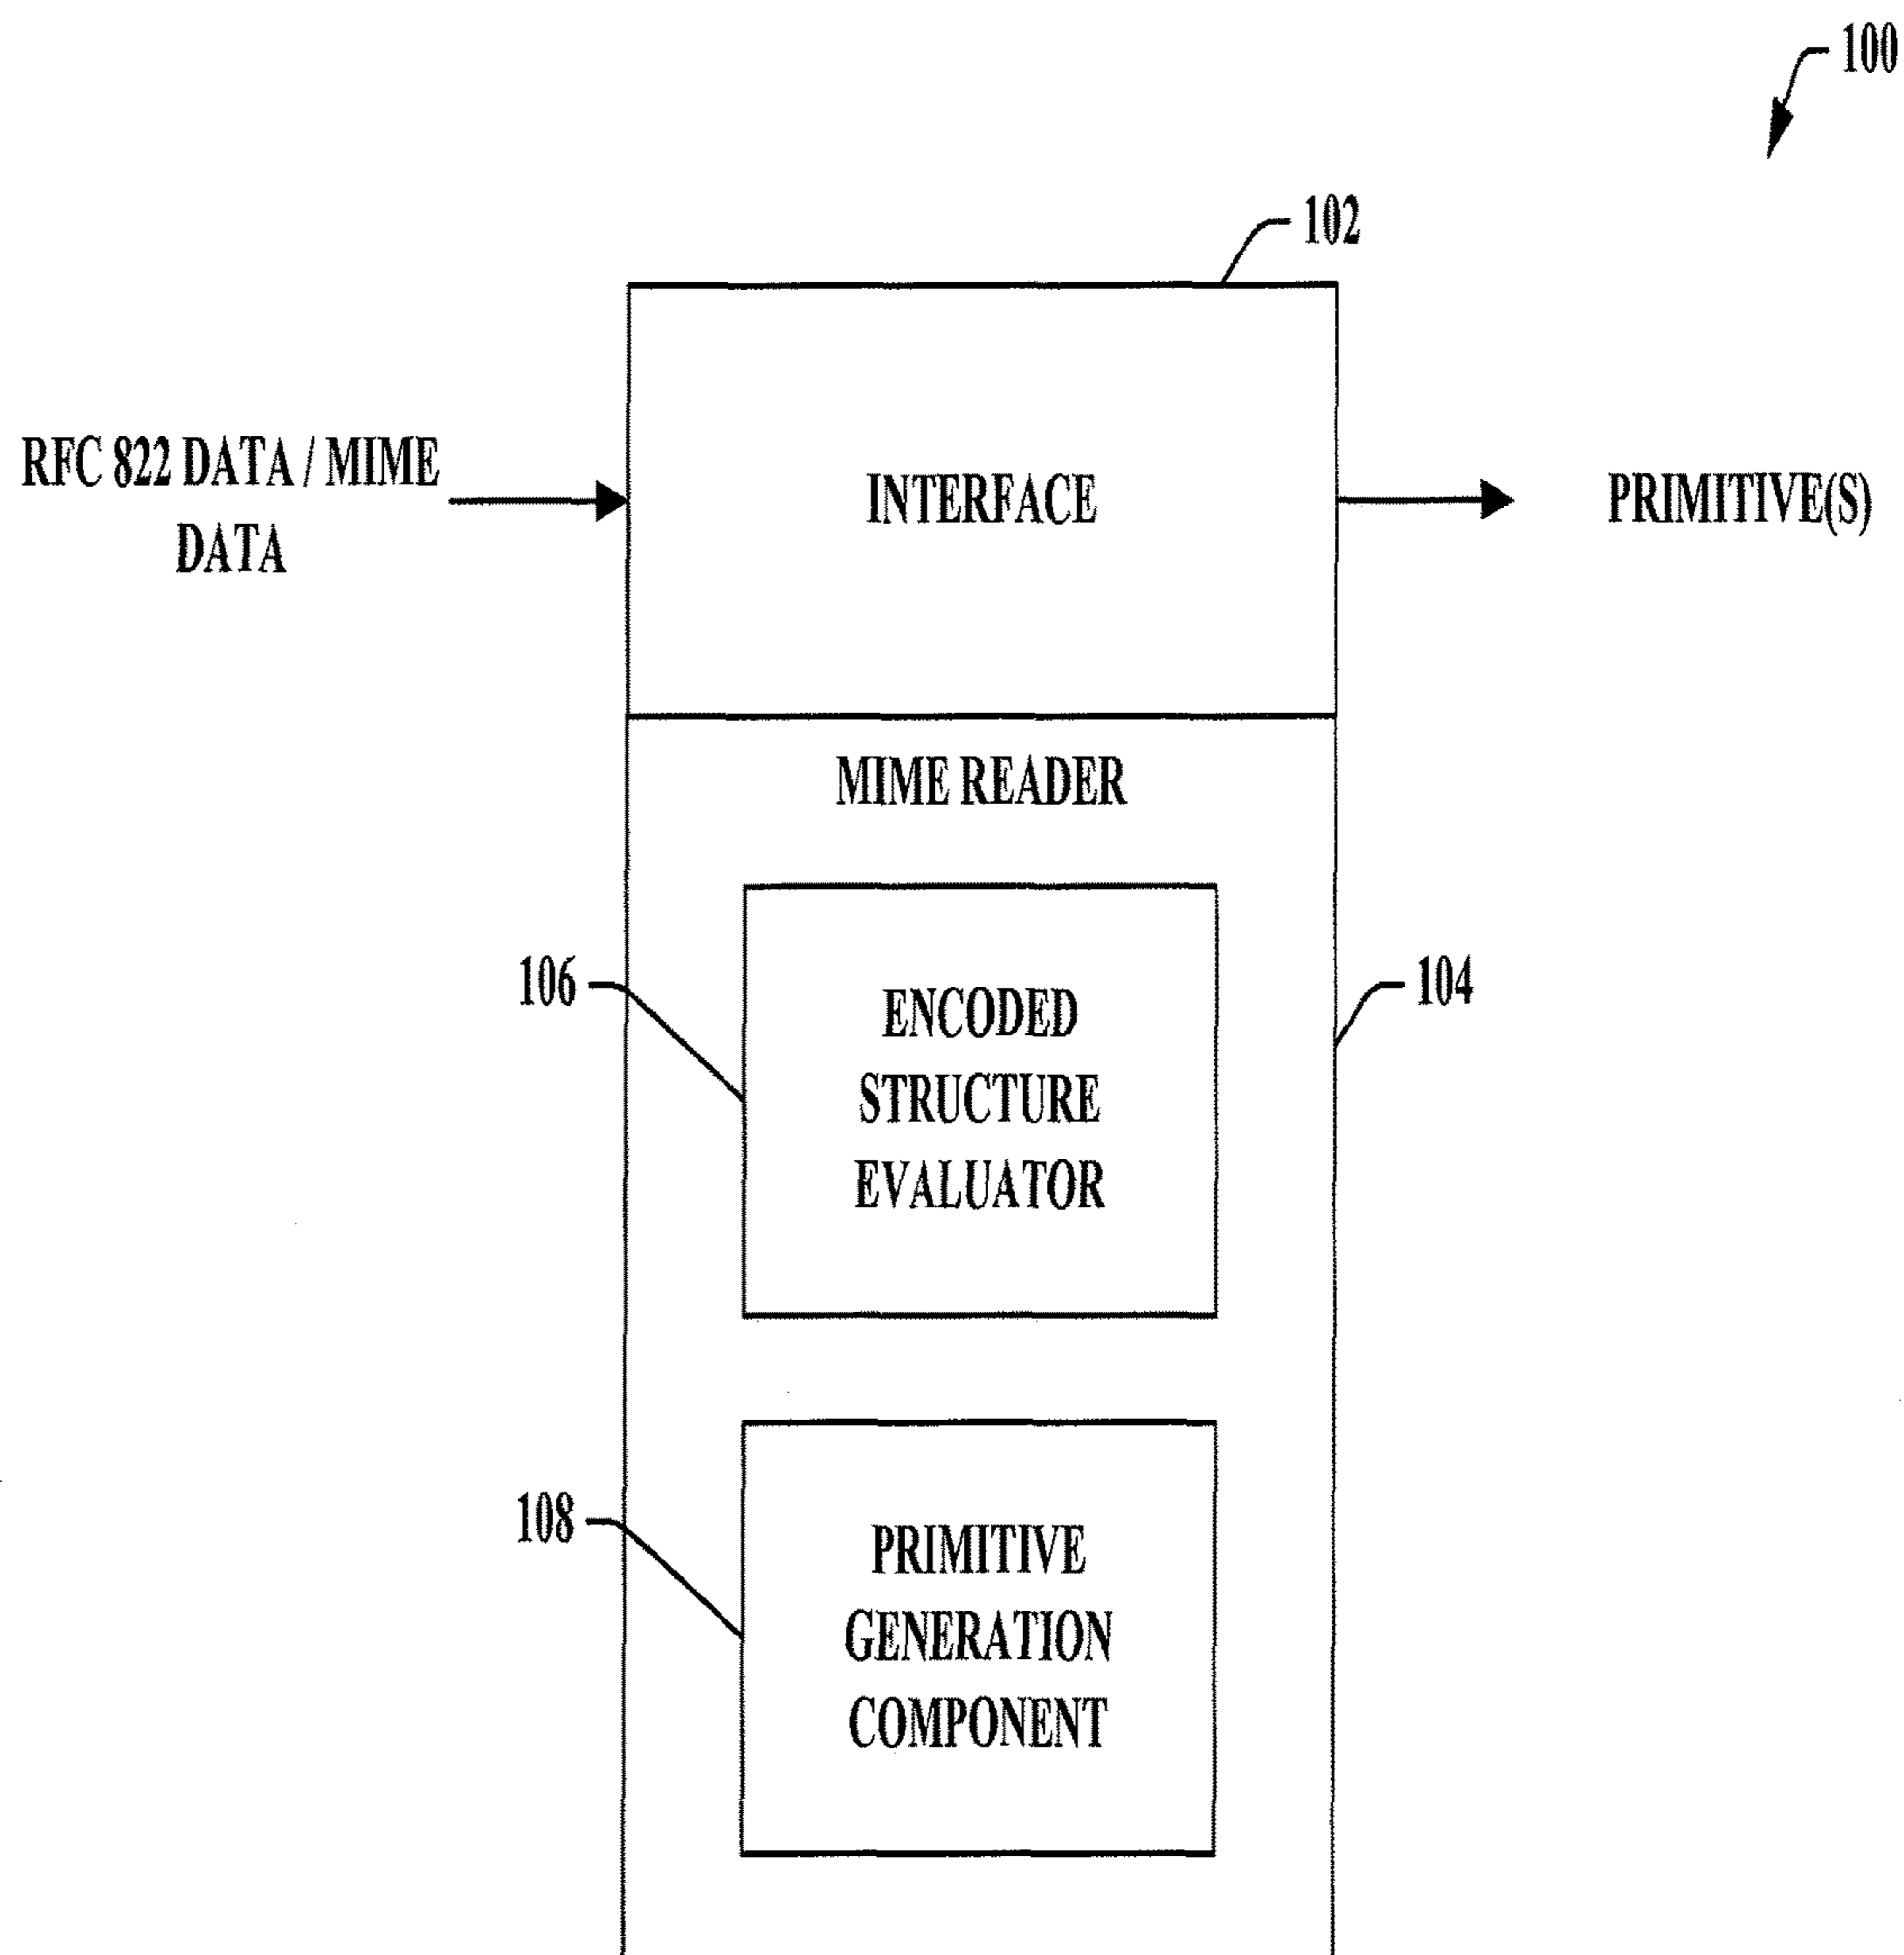 100
102
RFC 822 DATA / MIME
DATA
INTERFACE
PRIMITIVE(S)
MIME READER
106
ENCODED
STRUCTURE
EVALUATOR
104
108
PRIMITIVE
GENERATION
COMPONENT